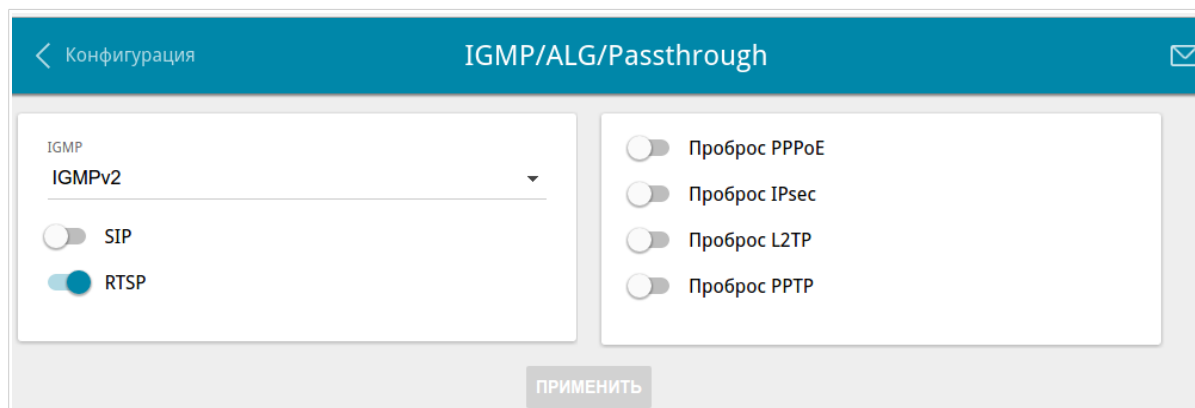 Конфигурация
IGMP/ALG/Passthrough
IGMP
IGMPv2
SIP
RTSP
Проброс PPPoE
Проброс IPsec
Проброс L2TP
Проброс PPTP
ПРИМЕНИТЬ